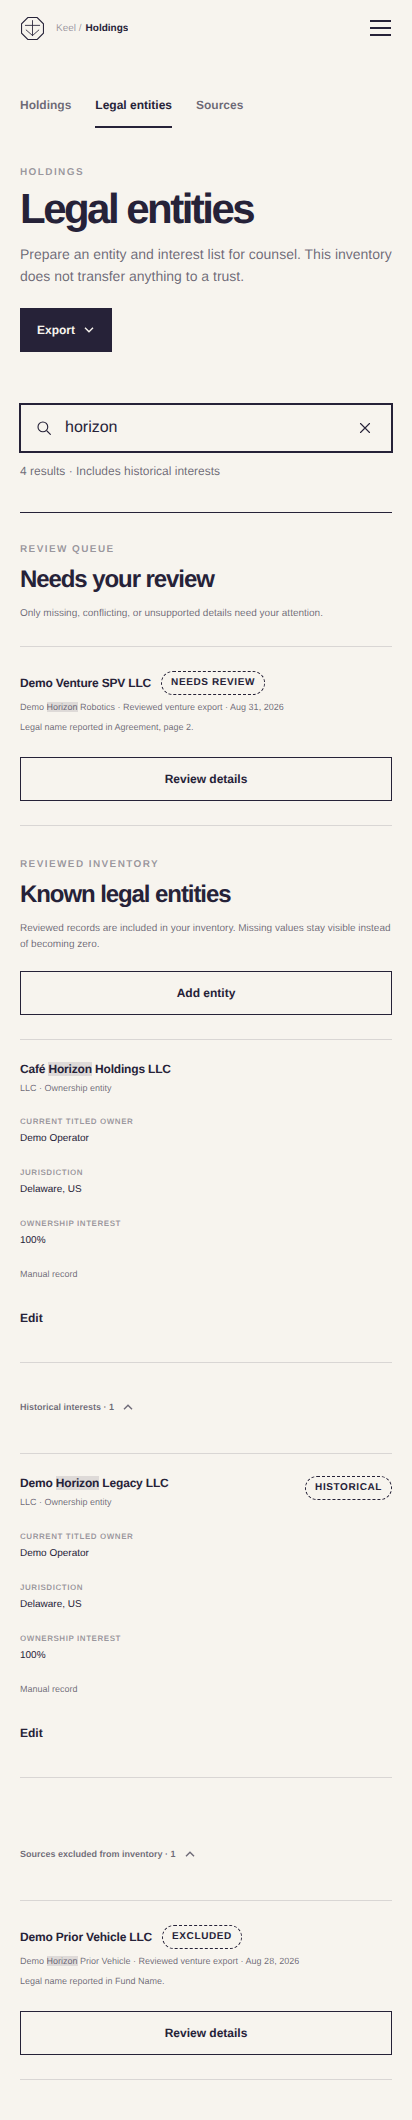 Keel / Holdings
Holdings Legal entities Sources
HOLDINGS
Legal entities
Prepare an entity and interest list for counsel. This inventory
does not transfer anything to a trust.
Export
horizon
4 results · Includes historical interests
REVIEW QUEUE
Needs your review
Only missing, conflicting, or unsupported details need your attention.
Demo Venture SPV LLC NEEDS REVIEW
Demo Horizon Robotics · Reviewed venture export · Aug 31, 2026
Legal name reported in Agreement, page 2.
Review details
REVIEWED INVENTORY
Known legal entities
Reviewed records are included in your inventory. Missing values stay visible instead
of becoming zero.
Add entity
Café Horizon Holdings LLC
LLC · Ownership entity
CURRENT TITLED OWNER
Demo Operator
JURISDICTION
Delaware, US
OWNERSHIP INTEREST
100%
Manual record
Edit
Historical interests · 1
Demo Horizon Legacy LLC HISTORICAL
LLC · Ownership entity
CURRENT TITLED OWNER
Demo Operator
JURISDICTION
Delaware, US
OWNERSHIP INTEREST
100%
Manual record
Edit
Sources excluded from inventory · 1
Demo Prior Vehicle LLC EXCLUDED
Demo Horizon Prior Vehicle · Reviewed venture export · Aug 28, 2026
Legal name reported in Fund Name.
Review details